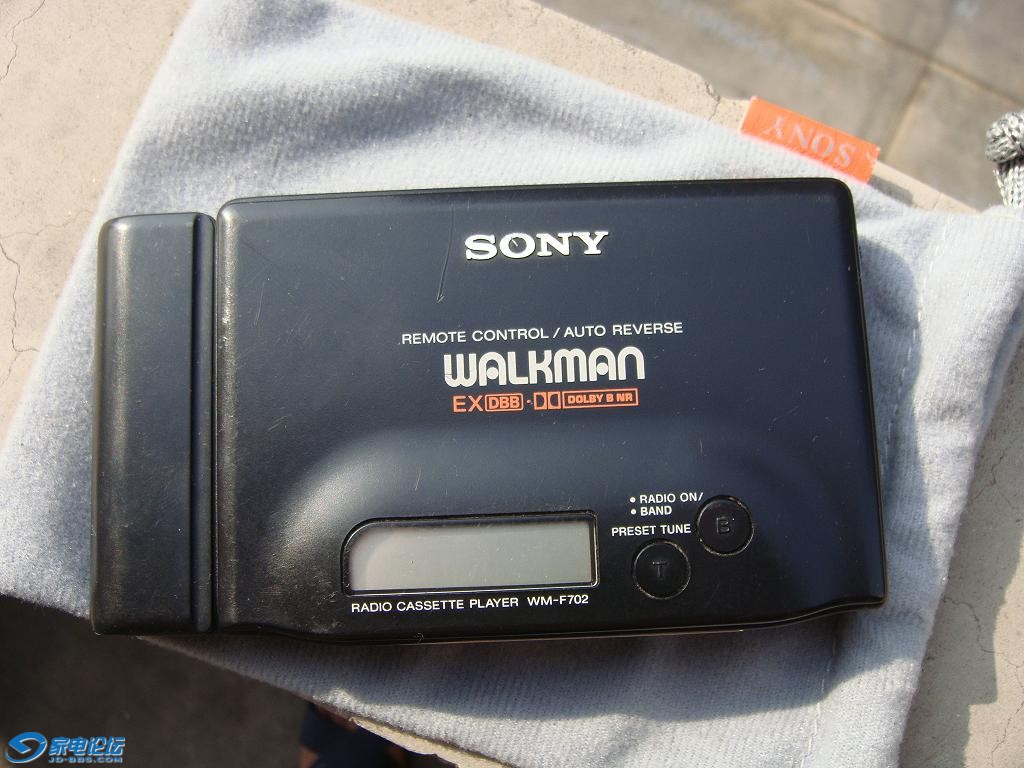 SONY
SONY
REMOTE CONTROL / AUTO REVERSE
WALKMAN
EX DBB · DOLBY B NR
• RADIO ON/
• BAND
B
PRESET TUNE
T
RADIO CASSETTE PLAYER WM-F702
家电论坛
JD-BBS.COM